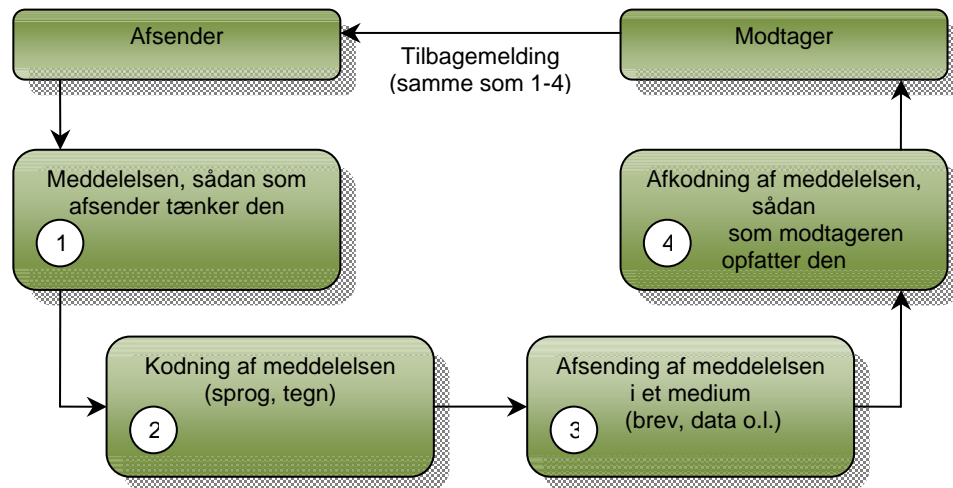 Afsender
Tilbagemelding
(samme som 1-4)
Modtager
Meddelelsen, sådan som
afsender tænker den
1
Afkodning af meddelelsen,
sådan
som modtageren
opfatter den
4
Kodning af meddelelsen
(sprog, tegn)
2
Afsending af meddelelsen
i et medium
(brev, data o.l.)
3